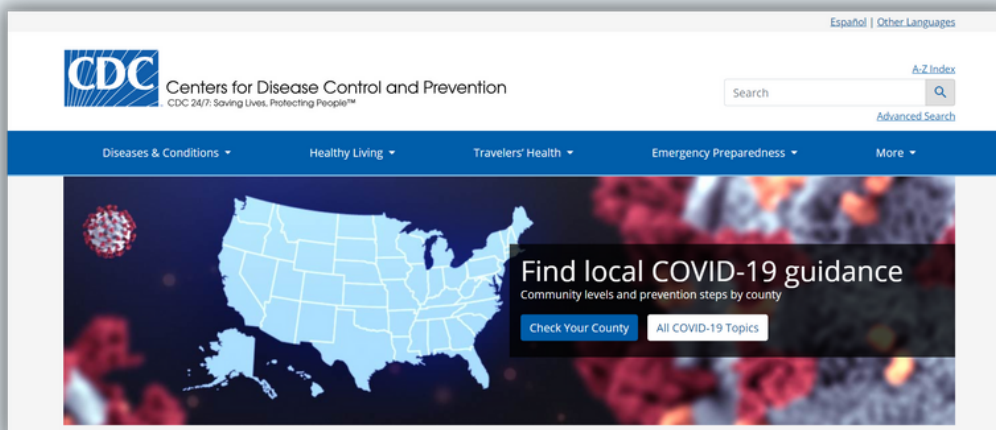 Español | Other Languages
CDC
Centers for Disease Control and Prevention
CDC 24/7: Saving Lives, Protecting People™
A-Z Index
Search
Advanced Search
Diseases & Conditions
Healthy Living
Travelers' Health
Emergency Preparedness
More
Find local COVID-19 guidance
Community levels and prevention steps by county
Check Your County
All COVID-19 Topics